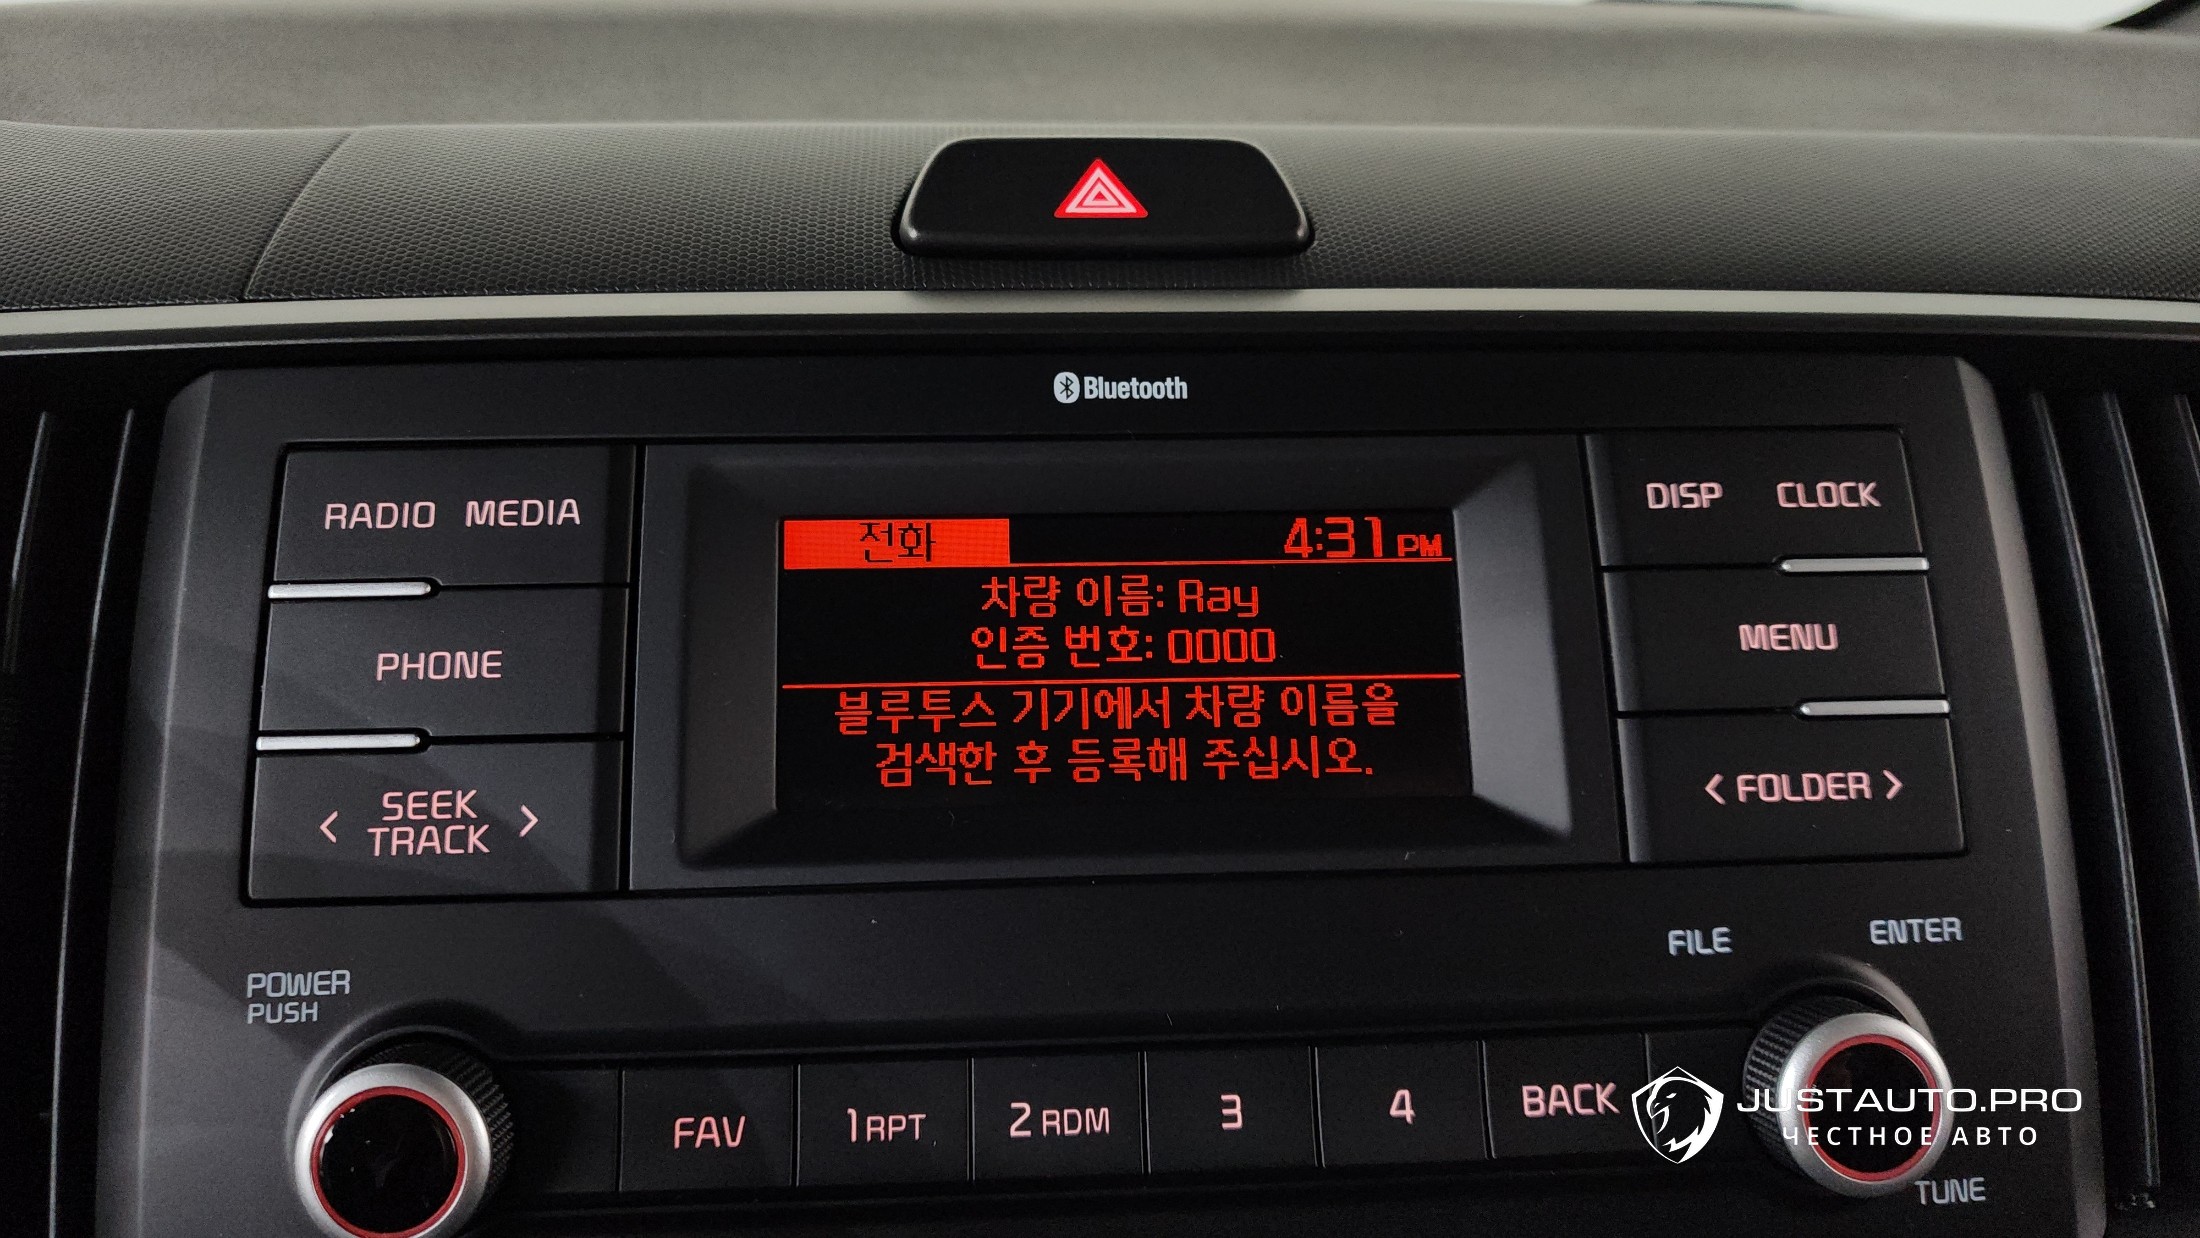 Bluetooth
RADIO MEDIA
PHONE
< SEEK >
TRACK
전화 4:31 PM
차량 이름: Ray
인증 번호: 0000
블루투스 기기에서 차량 이름을
검색한 후 등록해 주십시오.
DISP CLOCK
MENU
< FOLDER >
POWER
PUSH
FILE
ENTER
FAV
1 RPT
2 RDM
3
4
BACK
TUNE
JUSTAUTO.PRO
ЧЕСТНОЕ АВТО